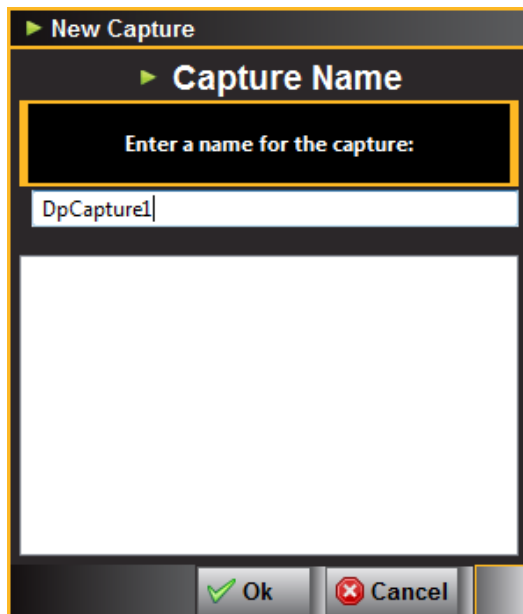 New Capture
Capture Name
Enter a name for the capture:
DpCapture1
Ok Cancel